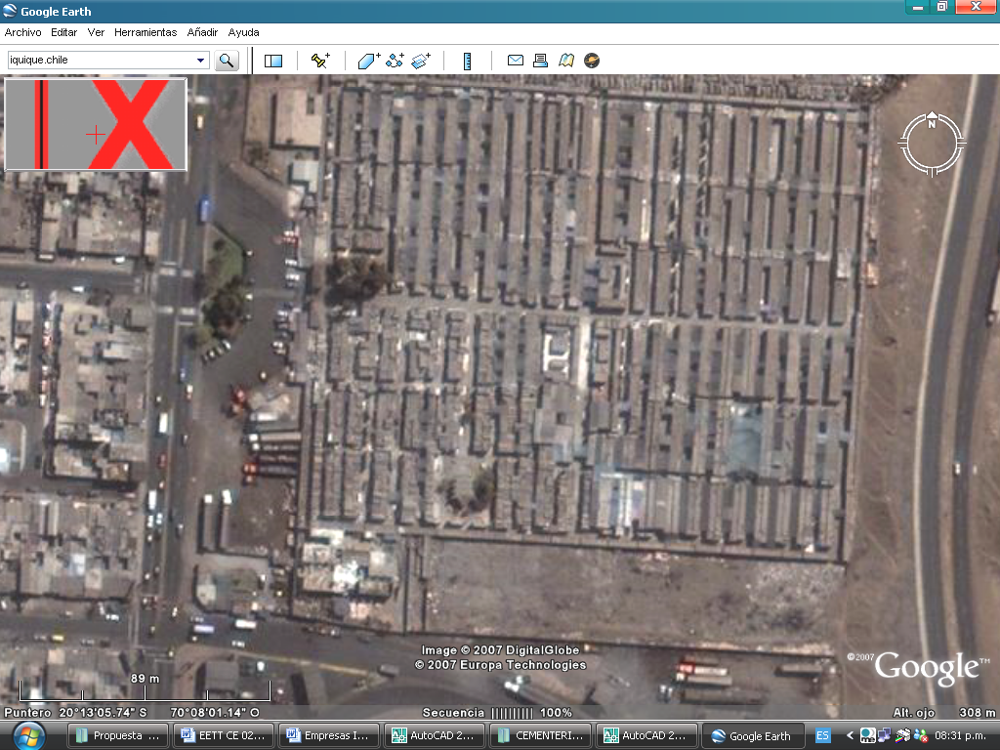 Google Earth
Archivo Editar Ver Herramientas Añadir Ayuda
iquique.chile
N
Image © 2007 DigitalGlobe
© 2007 Europa Technologies
©2007 Google™
89 m
Puntero 20°13'05.74" S 70°08'01.14" O Secuencia |||||||||| 100% Alt. ojo 308 m
Propuesta ... EETT CE 02... Empresas I... AutoCAD 2... CEMENTERI... AutoCAD 2... Google Earth ES 08:31 p.m.